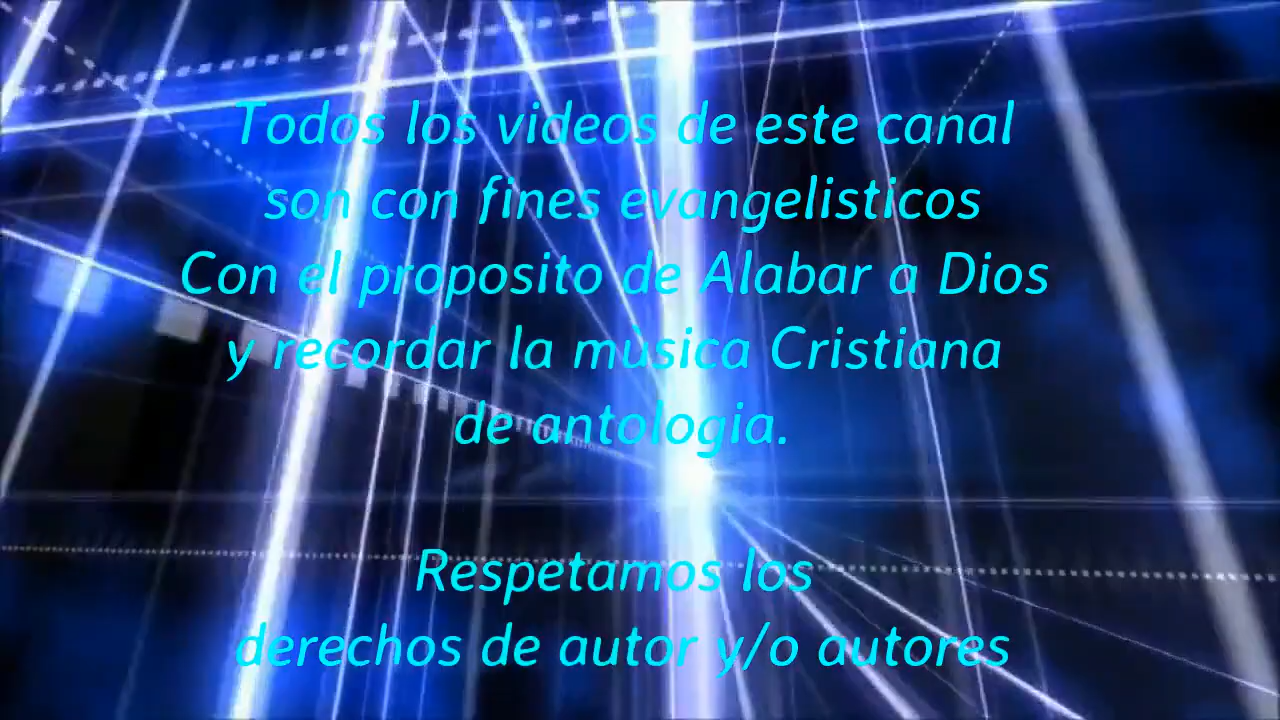 Todos los videos de este canal
son con fines evangelisticos
Con el proposito de Alabar a Dios
y recordar la mùsica Cristiana
de antologia.
Respetamos los
derechos de autor y/o autores